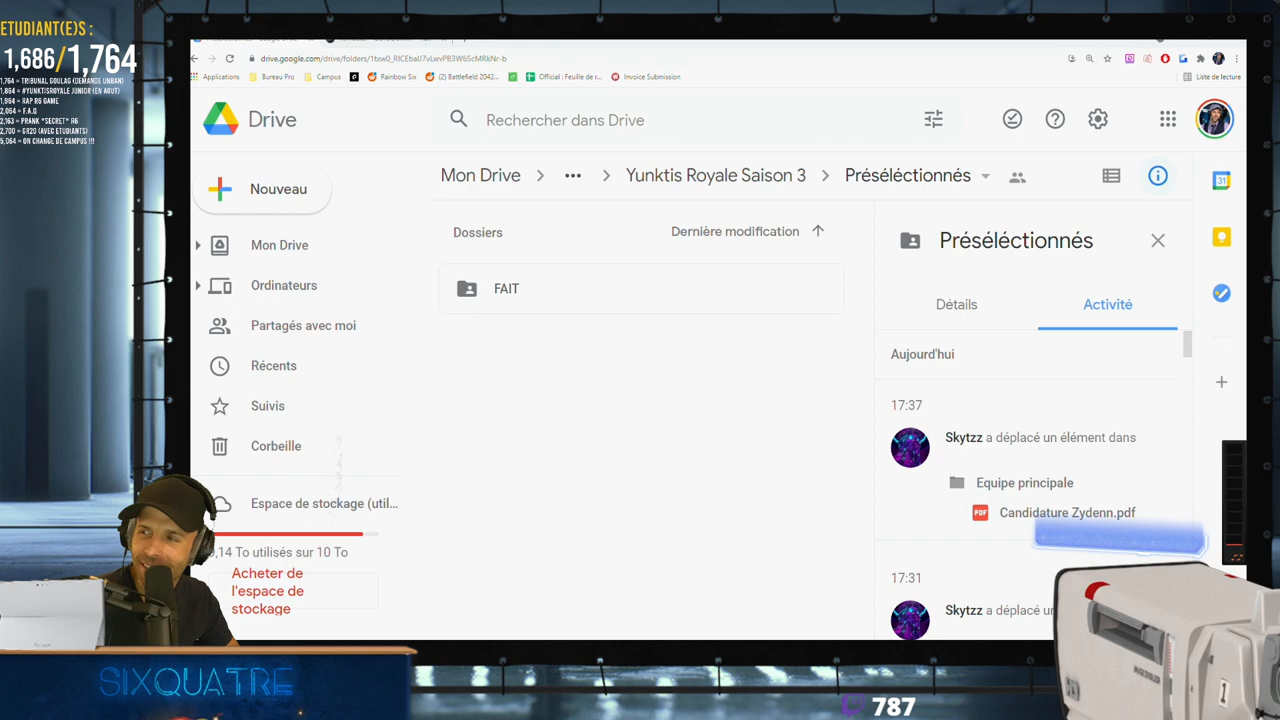 ETUDIANT(E)S :
1,686/1,764
1,764 = TRIBUNAL GOULAG (DEMANDE UNBAN)
1,864 = #YUNKTISROYALE JUNIOR (EN AOUT)
1,964 = RAP R6 GAME
2,064 = F.A.Q
2,163 = PRANK "SECRET" R6
2,700 = GR20 (AVEC ETUDIANTS)
5,064 = ON CHANGE DE CAMPUS !!!
Applications
Bureau Pro
Campus
Rainbow Six
(2) Battlefield 2042...
Official : Feuille de r...
Invoice Submission
Liste de lecture
Drive
Rechercher dans Drive
Nouveau
Mon Drive
Ordinateurs
Partagés avec moi
Récents
Suivis
Corbeille
Espace de stockage (util...
,14 To utilisés sur 10 To
Acheter de
l'espace de
stockage
Mon Drive > ••• > Yunktis Royale Saison 3 > Préséléctionnés
Dossiers
Dernière modification
FAIT
31
Préséléctionnés
Détails
Activité
Aujourd'hui
17:37
Skytzz a déplacé un élément dans
Equipe principale
PDF
Candidature Zydenn.pdf
17:31
Skytzz a déplacé
SIXQUATRE
787
1